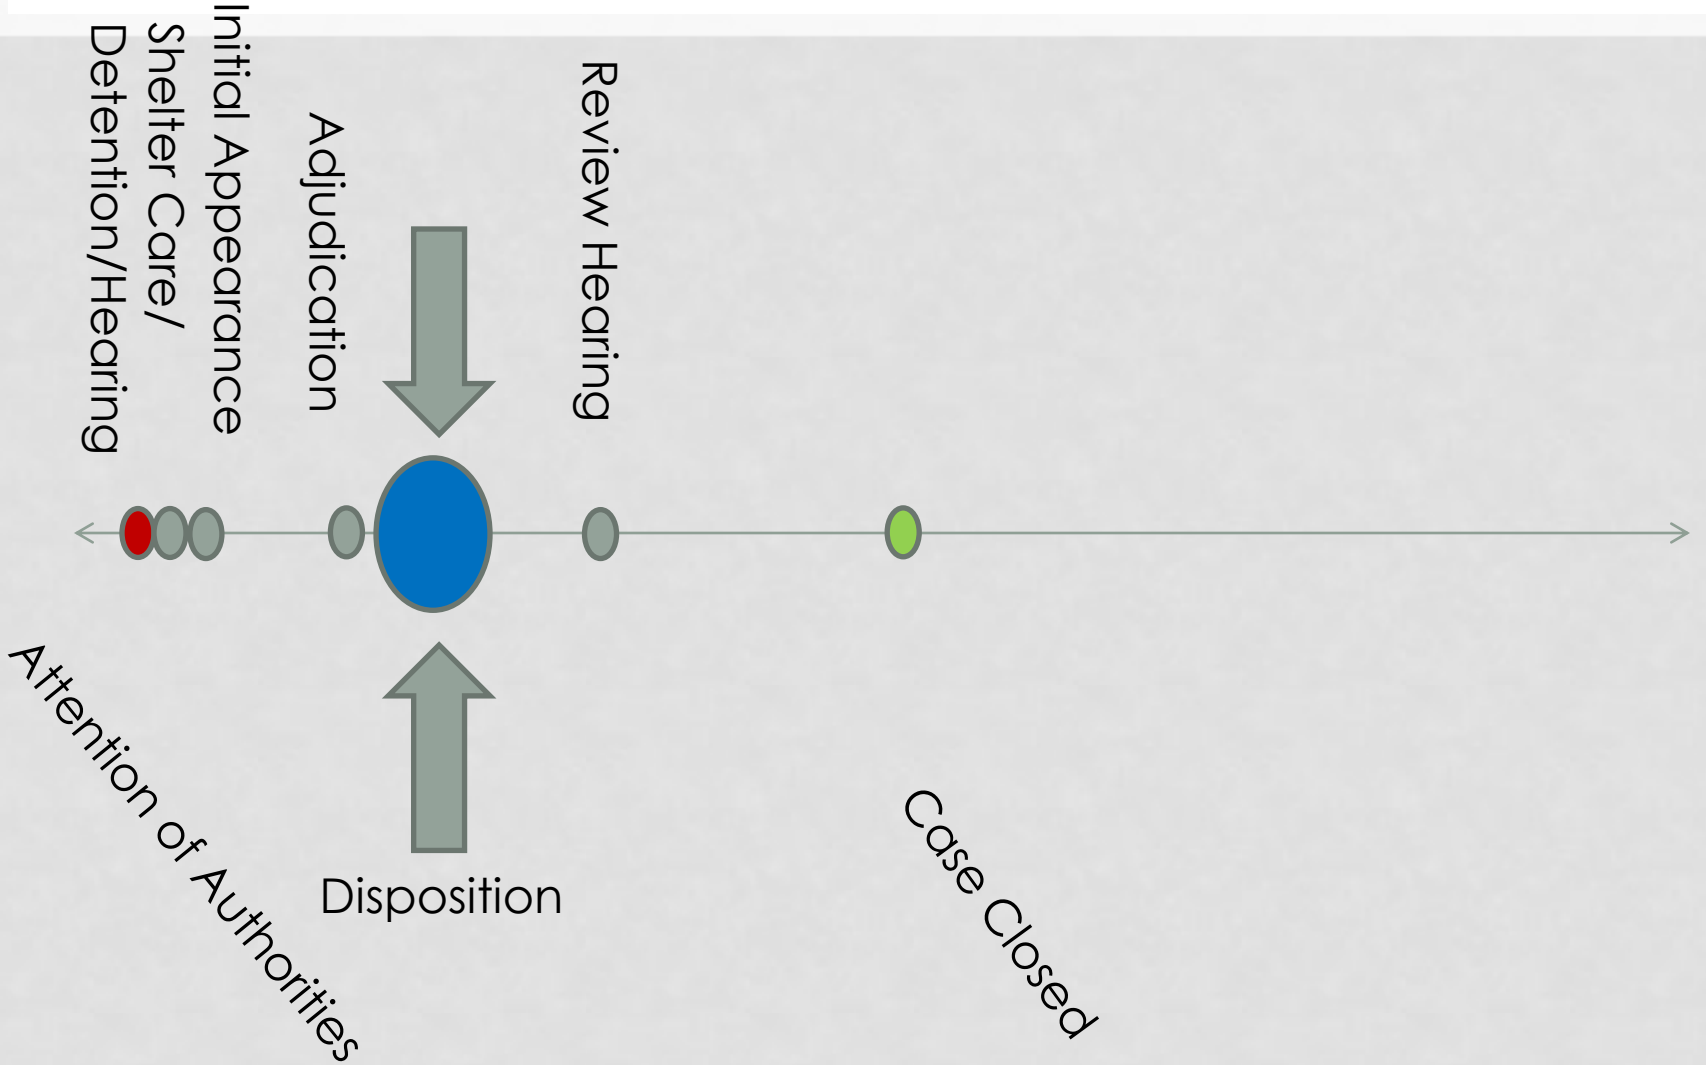 Initial Appearance
Shelter Care/
Detention/Hearing
Adjudication
Review Hearing
Attention of Authorities
Disposition
Case Closed